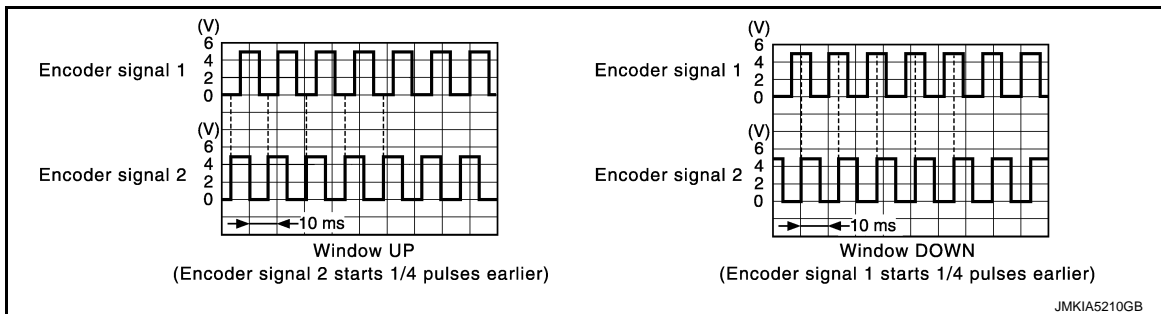 (V)
6
4
2
0
Encoder signal 1
(V)
6
4
2
0
Encoder signal 2
10 ms
Window UP
(Encoder signal 2 starts 1/4 pulses earlier)
(V)
6
4
2
0
Encoder signal 1
(V)
6
4
2
0
Encoder signal 2
10 ms
Window DOWN
(Encoder signal 1 starts 1/4 pulses earlier)
JMKIA5210GB